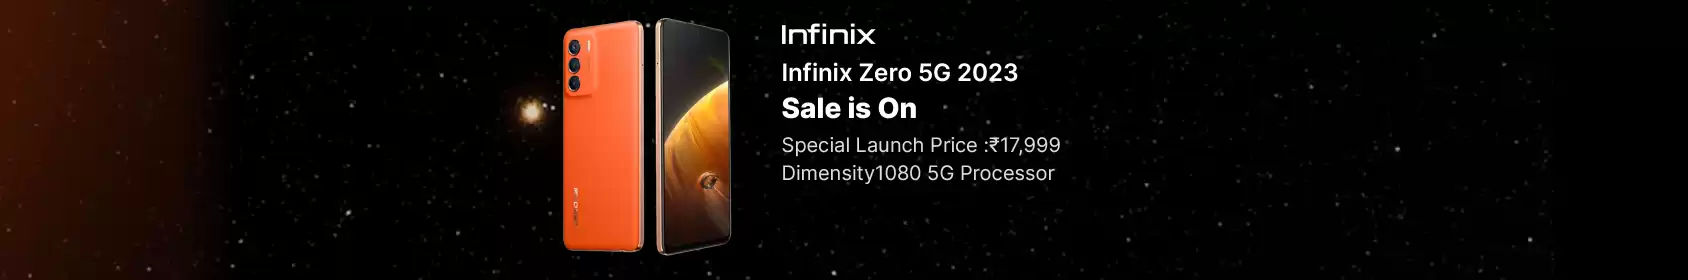 Infinix
Infinix Zero 5G 2023
Sale is On
Special Launch Price :₹17,999
Dimensity1080 5G Processor